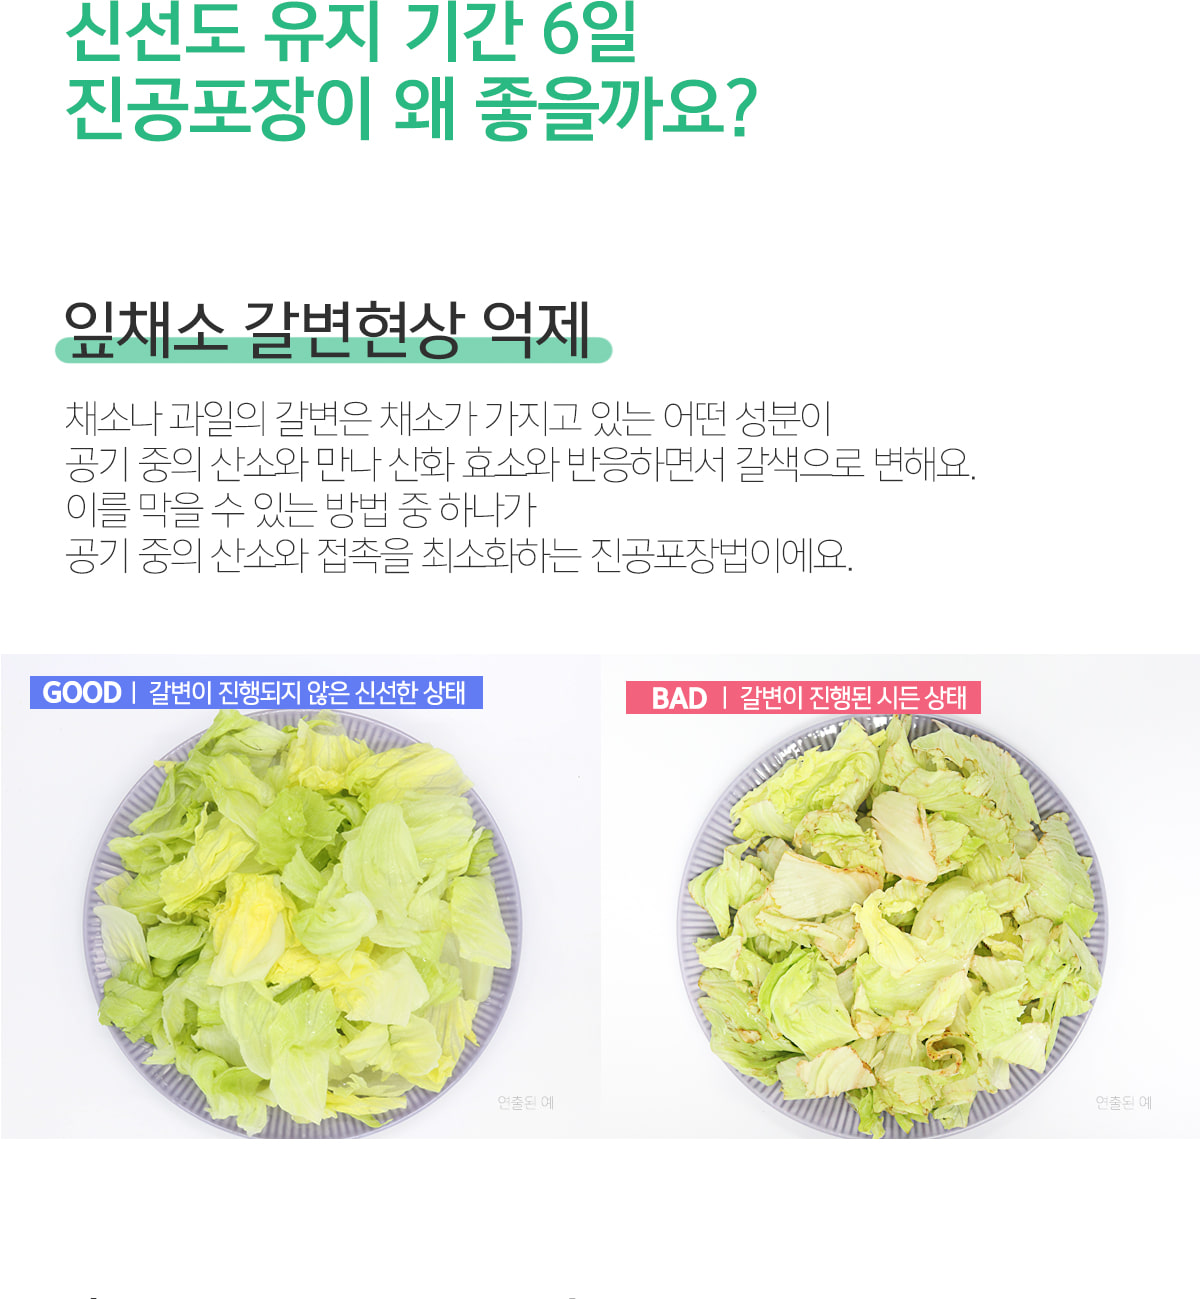 신선도 유지 기간 6일
진공포장이 왜 좋을까요?
잎채소 갈변현상 억제
채소나 과일의 갈변은 채소가 가지고 있는 어떤 성분이
공기 중의 산소와 만나 산화 효소와 반응하면서 갈색으로 변해요.
이를 막을 수 있는 방법 중 하나가
공기 중의 산소와 접촉을 최소화하는 진공포장법이에요.
GOOD | 갈변이 진행되지 않은 신선한 상태
BAD | 갈변이 진행된 시든 상태
연출된 예
연출된 예